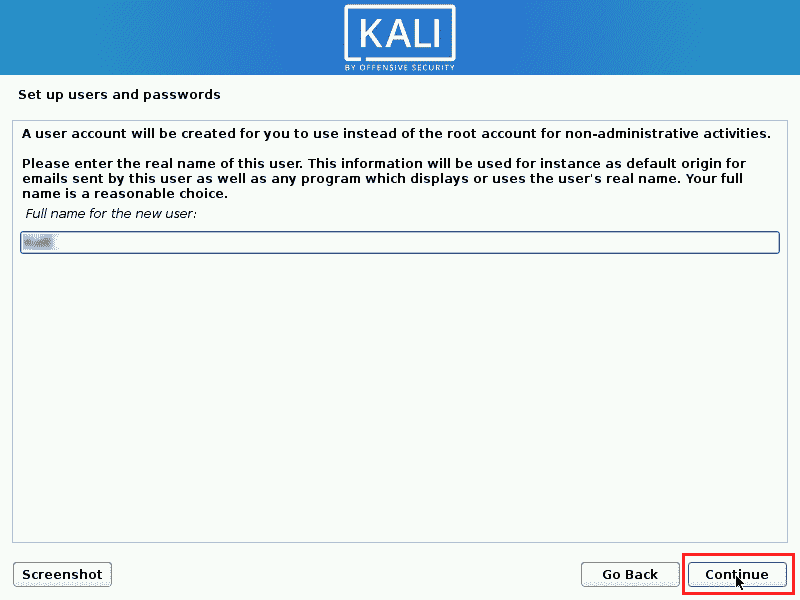 KALI
BY OFFENSIVE SECURITY
Set up users and passwords
A user account will be created for you to use instead of the root account for non-administrative activities.
Please enter the real name of this user. This information will be used for instance as default origin for
emails sent by this user as well as any program which displays or uses the user's real name. Your full
name is a reasonable choice.
Full name for the new user:
Screenshot
Go Back
Continue